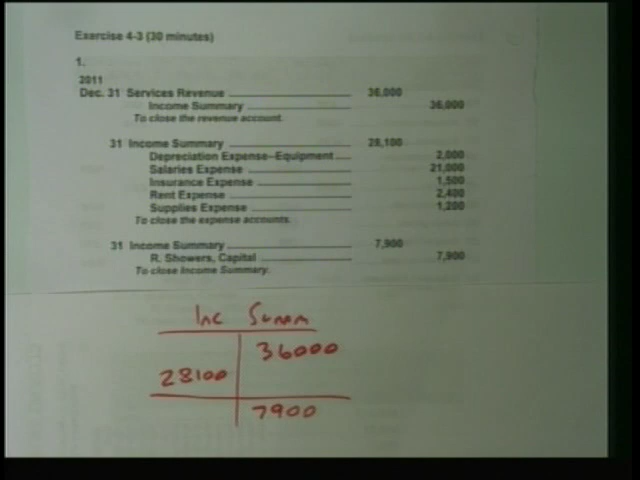 Exercise 4-3 (30 minutes)
1.
2011
Dec. 31 Services Revenue 36,000
Income Summary 36,000
To close the revenue account.
31 Income Summary 28,100
Depreciation Expense–Equipment 2,000
Salaries Expense 21,000
Insurance Expense 1,500
Rent Expense 2,400
Supplies Expense 1,200
To close the expense accounts.
31 Income Summary 7,900
R. Showers, Capital 7,900
To close Income Summary.
Inc Summ
36000
28100
7900